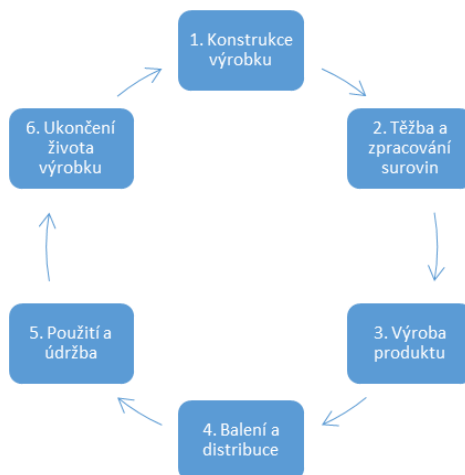 1. Konstrukce
výrobku
2. Těžba a
zpracování
surovin
3. Výroba
produktu
4. Balení a
distribuce
5. Použití a
údržba
6. Ukončení
života
výrobku